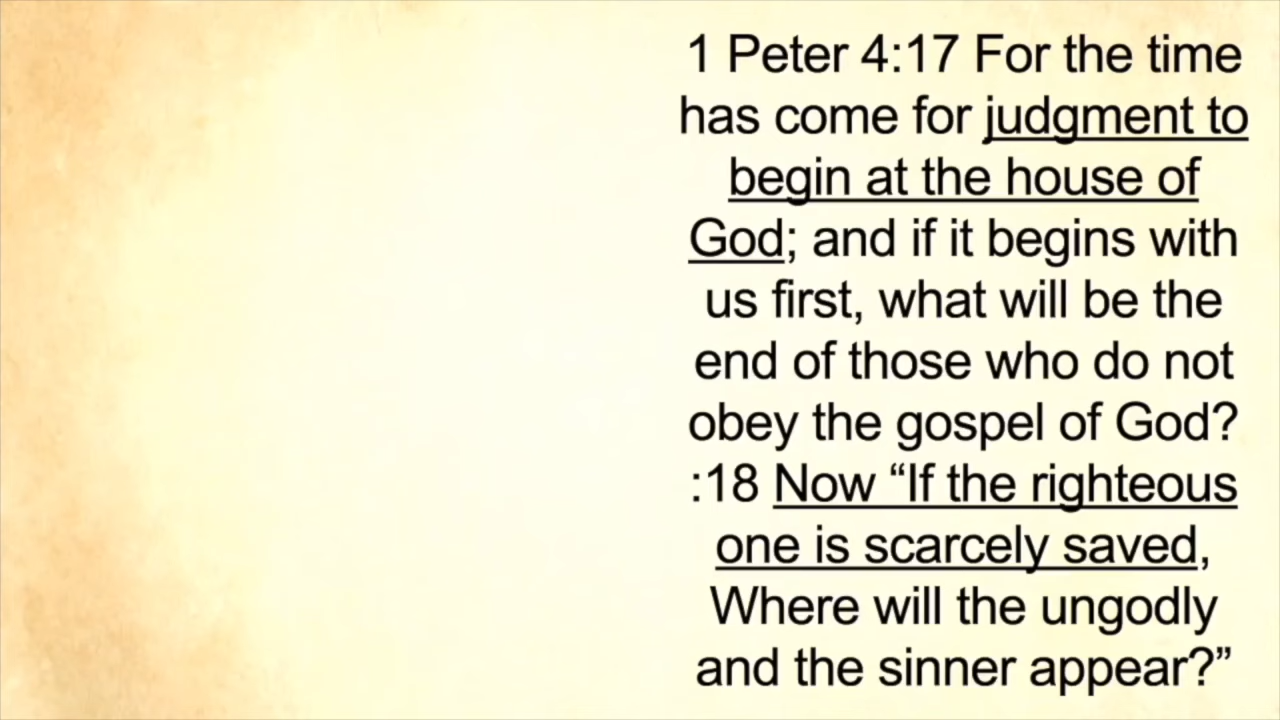 1 Peter 4:17 For the time
has come for judgment to
begin at the house of
God; and if it begins with
us first, what will be the
end of those who do not
obey the gospel of God?
:18 Now “If the righteous
one is scarcely saved,
Where will the ungodly
and the sinner appear?”